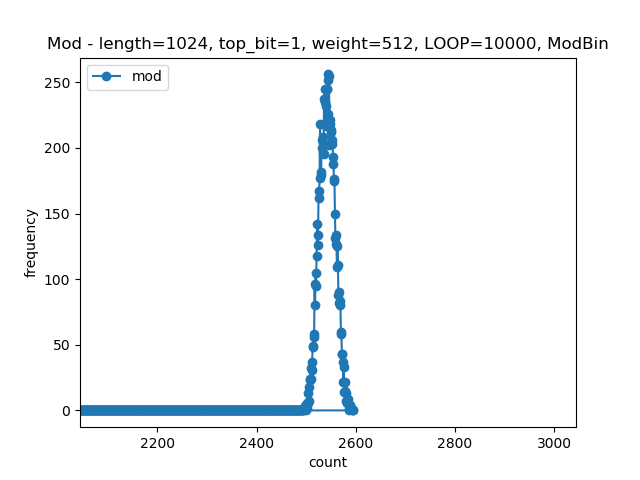 Mod - length=1024, top_bit=1, weight=512, LOOP=10000, ModBin
mod
250
200
150
100
50
0
frequency
2200 2400 2600 2800 3000
count